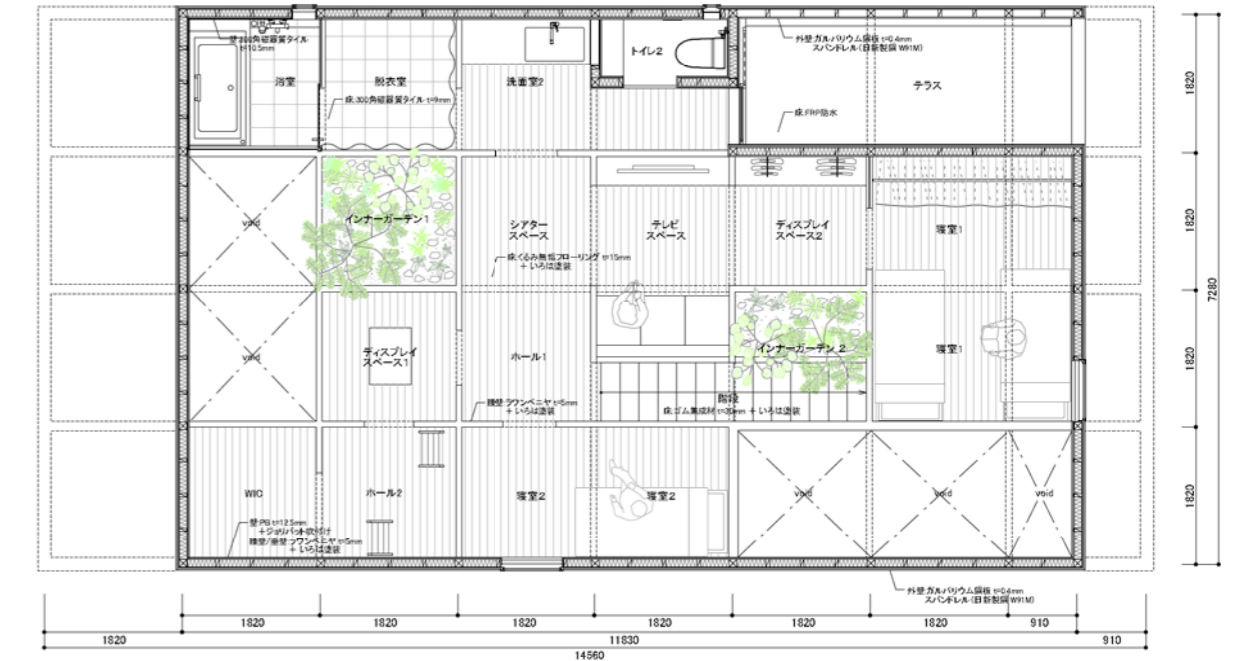 壁:300角磁器質タイル
t=10.5mm
浴室
脱衣室
床:300角磁器質タイル t=9mm
洗面室2
トイレ2
外壁:ガルバリウム鋼板 t=0.4mm
スパンドレル(日新製鋼 W91M)
テラス
床:FRP防水
1820
void
インナーガーデン1
シアター
スペース
テレビ
スペース
ディスプレイ
スペース2
寝室1
1820
床:くるみ無垢フローリング t=15mm
+ いろは塗装
7280
void
ディスプレイ
スペース1
ホール1
インナーガーデン 2
寝室1
1820
腰壁:ラワンベニヤ t=5mm
+ いろは塗装
階段
床:ゴム集成材 t=30mm + いろは塗装
WIC
ホール2
寝室2
寝室2
void
void
void
1820
壁:PB t=12.5mm
+ジョリパット吹付け
腰壁/垂壁:ラワンベニヤ t=5mm
+ いろは塗装
外壁:ガルバリウム鋼板 t=0.4mm
スパンドレル(日新製鋼 W91M)
1820
1820
1820
1820
1820
1820
910
1820
11830
910
14560